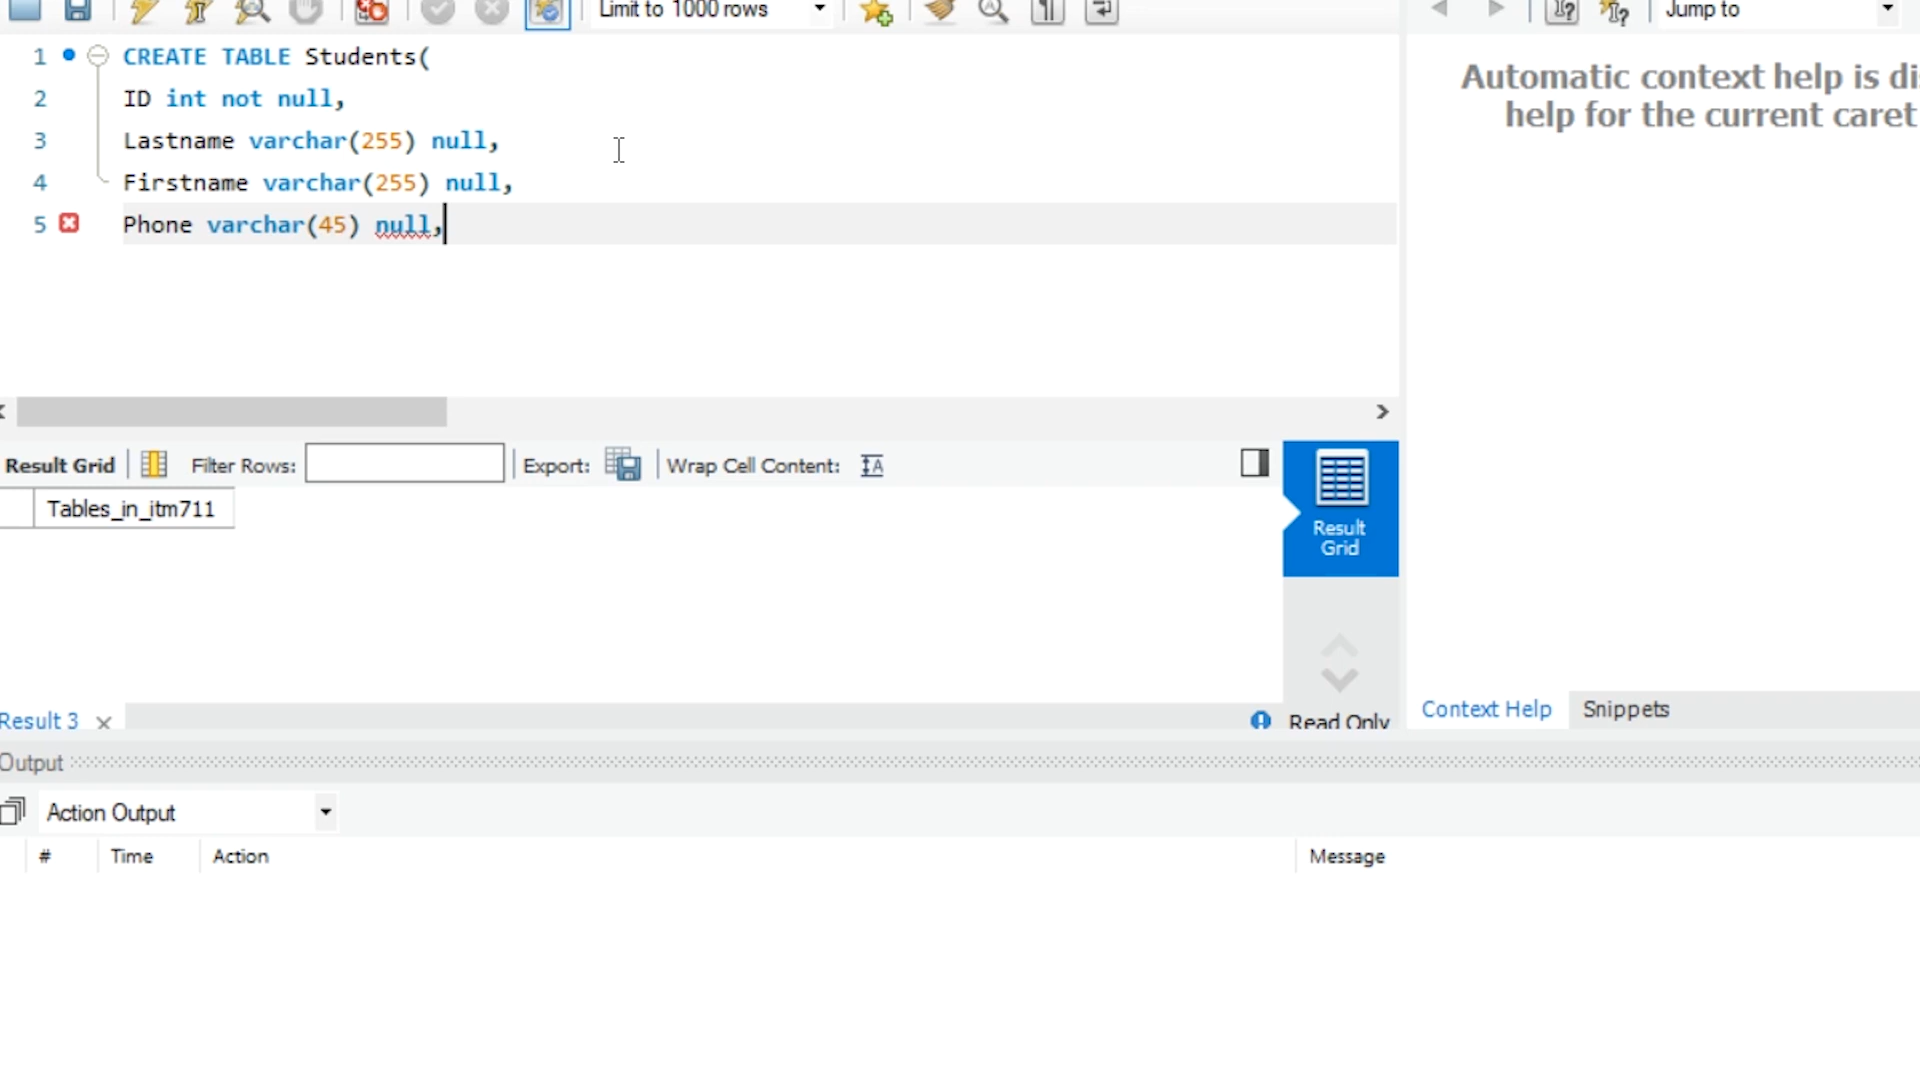 Limit to 1000 rows
Jump to
1 CREATE TABLE Students(
2 ID int not null,
3 Lastname varchar(255) null,
4 Firstname varchar(255) null,
5 Phone varchar(45) null,
Automatic context help is dis
help for the current caret
Result Grid Filter Rows: Export: Wrap Cell Content:
Tables_in_itm711
Result
Grid
Result 3
Read Only
Context Help Snippets
Output
Action Output
# Time Action Message